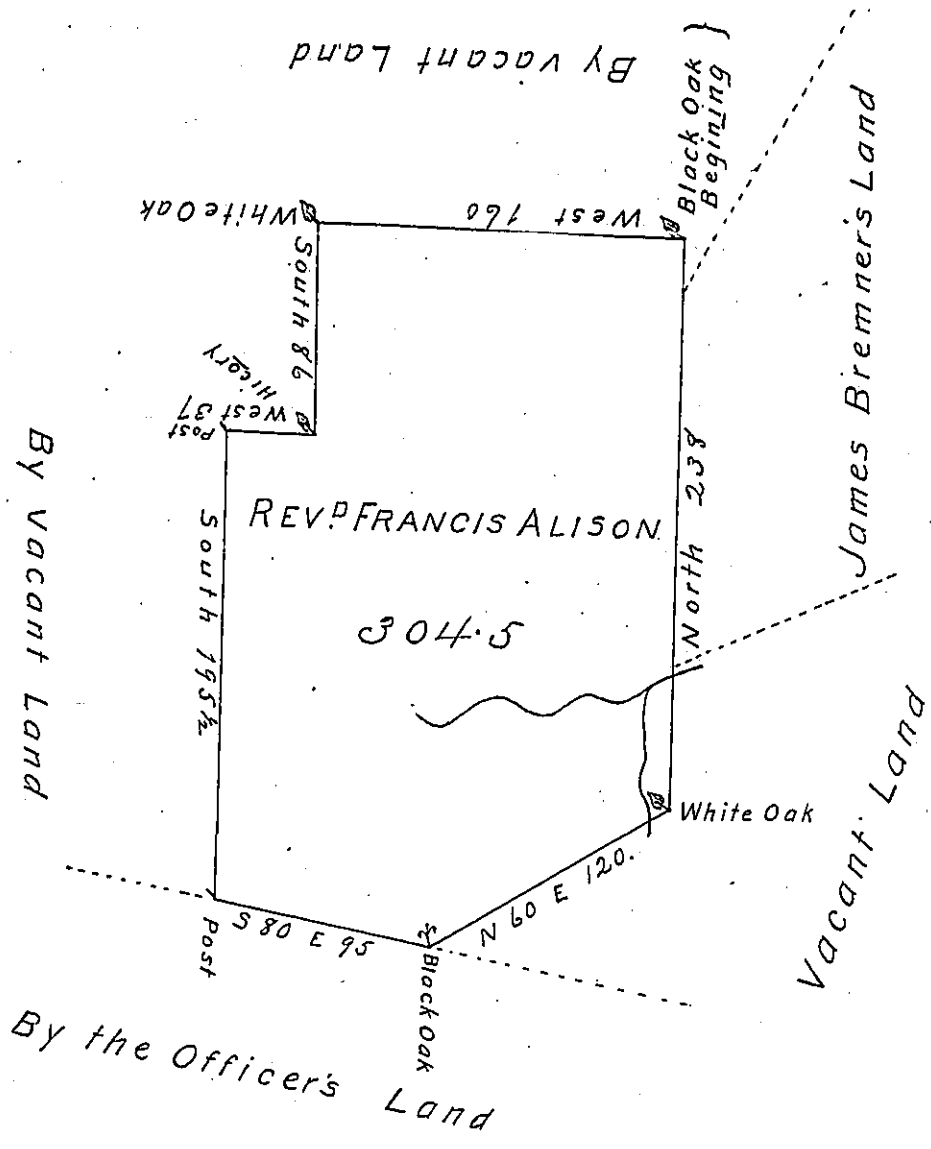 By vacant Land
Black Oak }
Begining
James Bremner's Land
White Oak
West 160
South 86
Hicory
West 37
Post
By Vacant Land
South 195½
REV.D FRANCIS ALISON.
304.5
North 238
White Oak
N 60 E 120.
Vacant Land
S 80 E 95
Post
Black Oak
By the Officer's Land